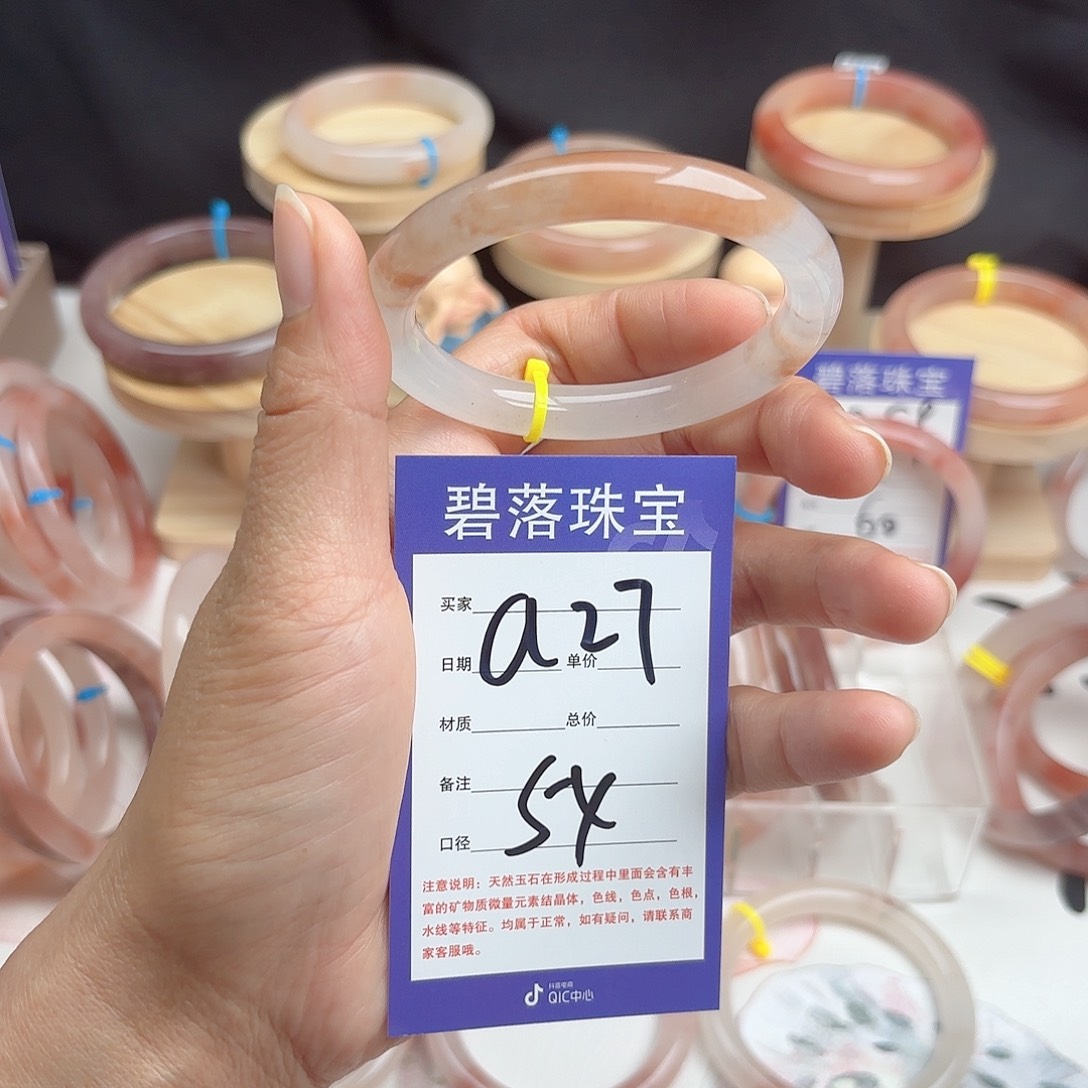 碧落珠宝
买家
a27
日期 单价
材质 总价
备注
54
口径
注意说明：天然玉石在形成过程中里面会含有丰
富的矿物质微量元素结晶体，色线，色点，色根，
水线等特征。均属于正常，如有疑问，请联系商
家客服哦。
抖音电商
QIC中心
碧落珠宝
69